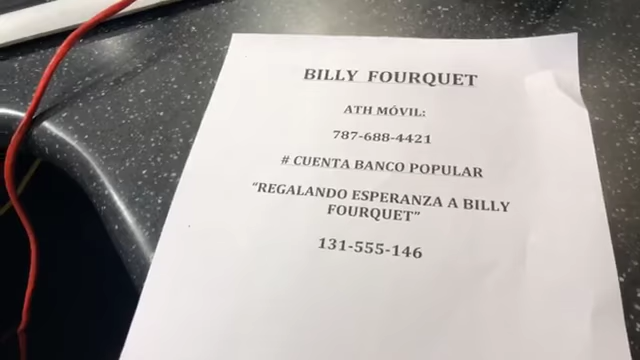 BILLY FOURQUET
ATH MÓVIL:
787-688-4421
# CUENTA BANCO POPULAR
"REGALANDO ESPERANZA A BILLY
FOURQUET"
131-555-146